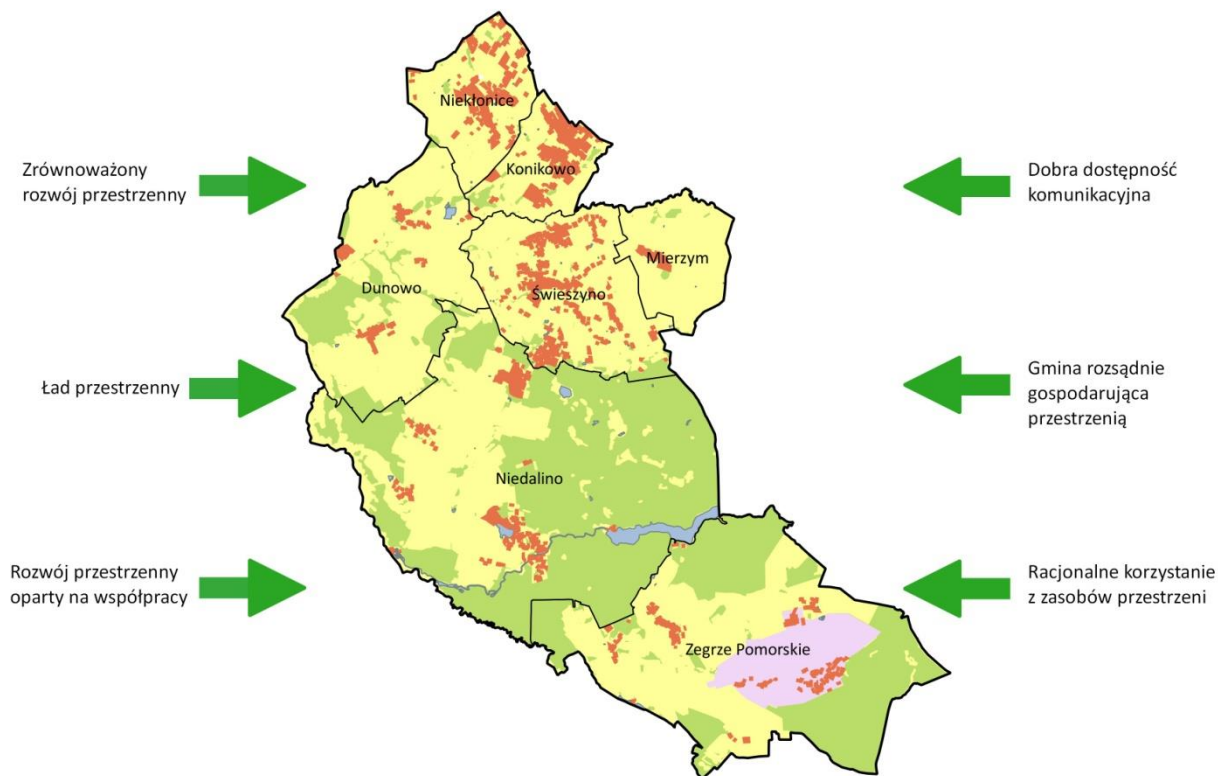 Niekłonice
Konikowo
Zrównoważony
rozwój przestrzenny
Dobra dostępność
komunikacyjna
Mierzym
Dunowo
Świeszyno
Ład przestrzenny
Gmina rozsądnie
gospodarująca
przestrzenią
Niedalino
Rozwój przestrzenny
oparty na współpracy
Racjonalne korzystanie
z zasobów przestrzeni
Zegrze Pomorskie